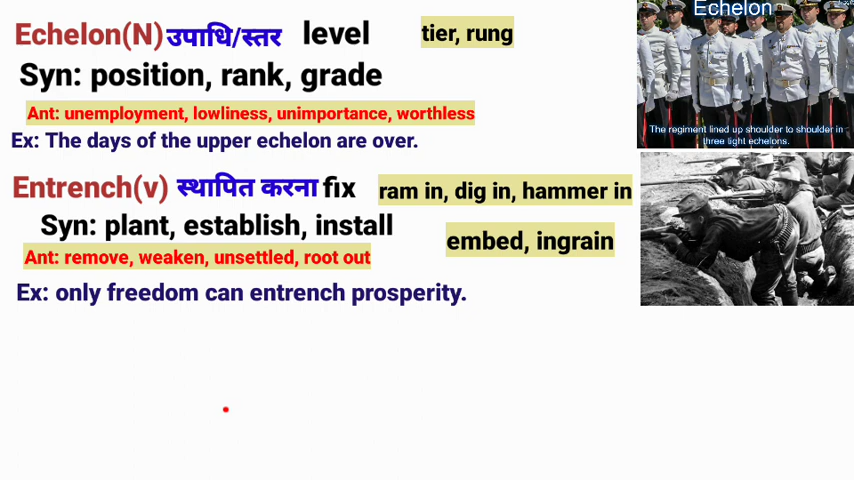 Echelon(N) उपाधि/स्तर level tier, rung
Syn: position, rank, grade
Ant: unemployment, lowliness, unimportance, worthless
Ex: The days of the upper echelon are over.
Echelon
The regiment lined up shoulder to shoulder in
three tight echelons.
Entrench(v) स्थापित करना fix ram in, dig in, hammer in
Syn: plant, establish, install
embed, ingrain
Ant: remove, weaken, unsettled, root out
Ex: only freedom can entrench prosperity.